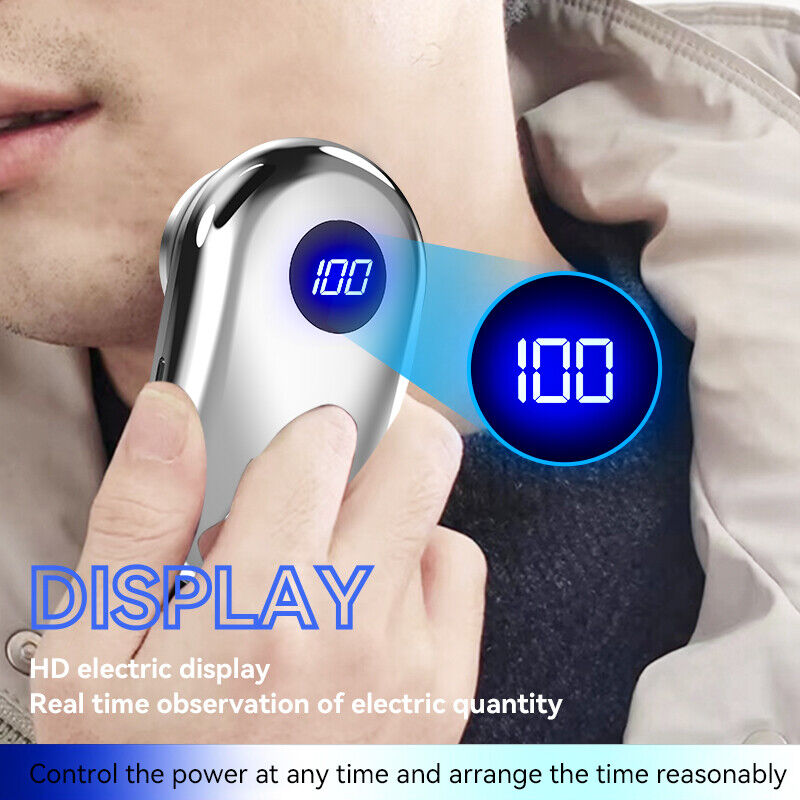 100
100
DISPLAY
HD electric display
Real time observation of electric quantity
Control the power at any time and arrange the time reasonably